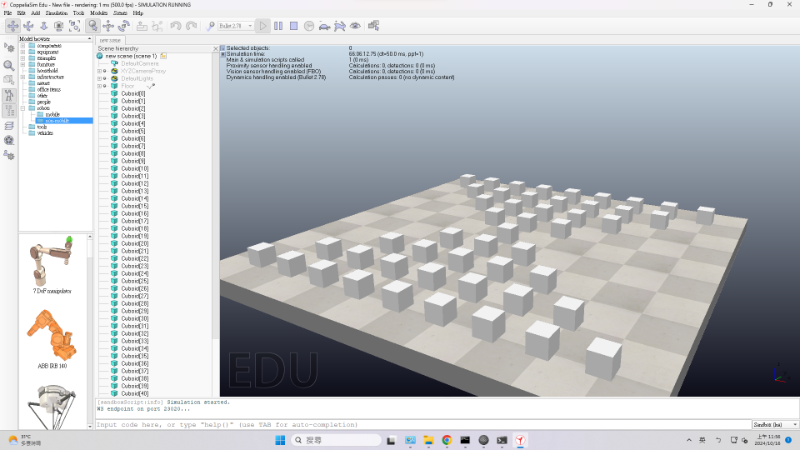 CoppeliaSim Edu - New file - rendering: 1 ms (500.0 fps) - SIMULATION RUNNING
File Edit Add Simulation Tools Modules Scenes Help
Bullet 2.78
Model browser
components
equipment
examples
furniture
household
infrastructure
nature
office items
other
people
robots
mobile
non-mobile
tools
vehicles
7 DoF manipulator
ABB IRB 140
new scene
Scene hierarchy
new scene (scene 1)
DefaultCamera
XYZCameraProxy
DefaultLights
Floor
Cuboid[0]
Cuboid[1]
Cuboid[2]
Cuboid[3]
Cuboid[4]
Cuboid[5]
Cuboid[6]
Cuboid[7]
Cuboid[8]
Cuboid[9]
Cuboid[10]
Cuboid[11]
Cuboid[12]
Cuboid[13]
Cuboid[14]
Cuboid[15]
Cuboid[16]
Cuboid[17]
Cuboid[18]
Cuboid[19]
Cuboid[20]
Cuboid[21]
Cuboid[22]
Cuboid[23]
Cuboid[24]
Cuboid[25]
Cuboid[26]
Cuboid[27]
Cuboid[28]
Cuboid[29]
Cuboid[30]
Cuboid[31]
Cuboid[32]
Cuboid[33]
Cuboid[34]
Cuboid[35]
Cuboid[36]
Cuboid[37]
Cuboid[38]
Cuboid[39]
Cuboid[40]
Selected objects: 0
Simulation time: (dt=50.0 ms, ppf=1)
Main & simulation scripts called 1 (0 ms)
Proximity sensor handling enabled Calculations: 0, detections: 0 (0 ms)
Vision sensor handling enabled (FBO) Calculations: 0, detections: 0 (0 ms)
Dynamics handling enabled (Bullet 2.78) Calculation passes: 0 (no dynamic content)
EDU
[sandboxScript:info] Simulation started.
WS endpoint on port 23020...
Input code here, or type "help()" (use TAB for auto-completion)
Sandbox (lua)
31°C
多雲時晴
搜尋
英
上午 11:08
2024/10/18